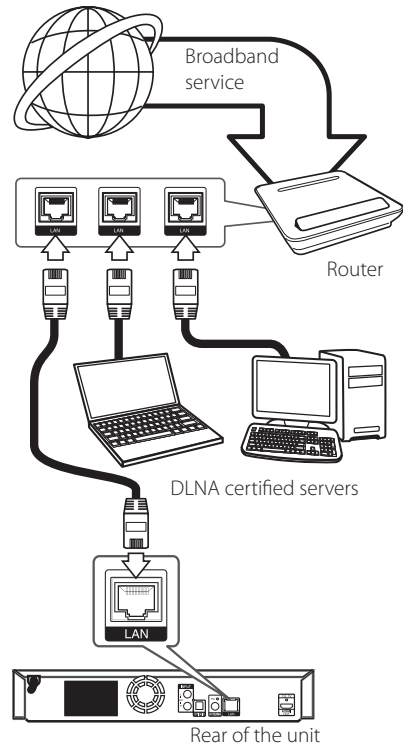 Broadband
service
LAN
LAN
LAN
Router
DLNA certified servers
LAN
Rear of the unit